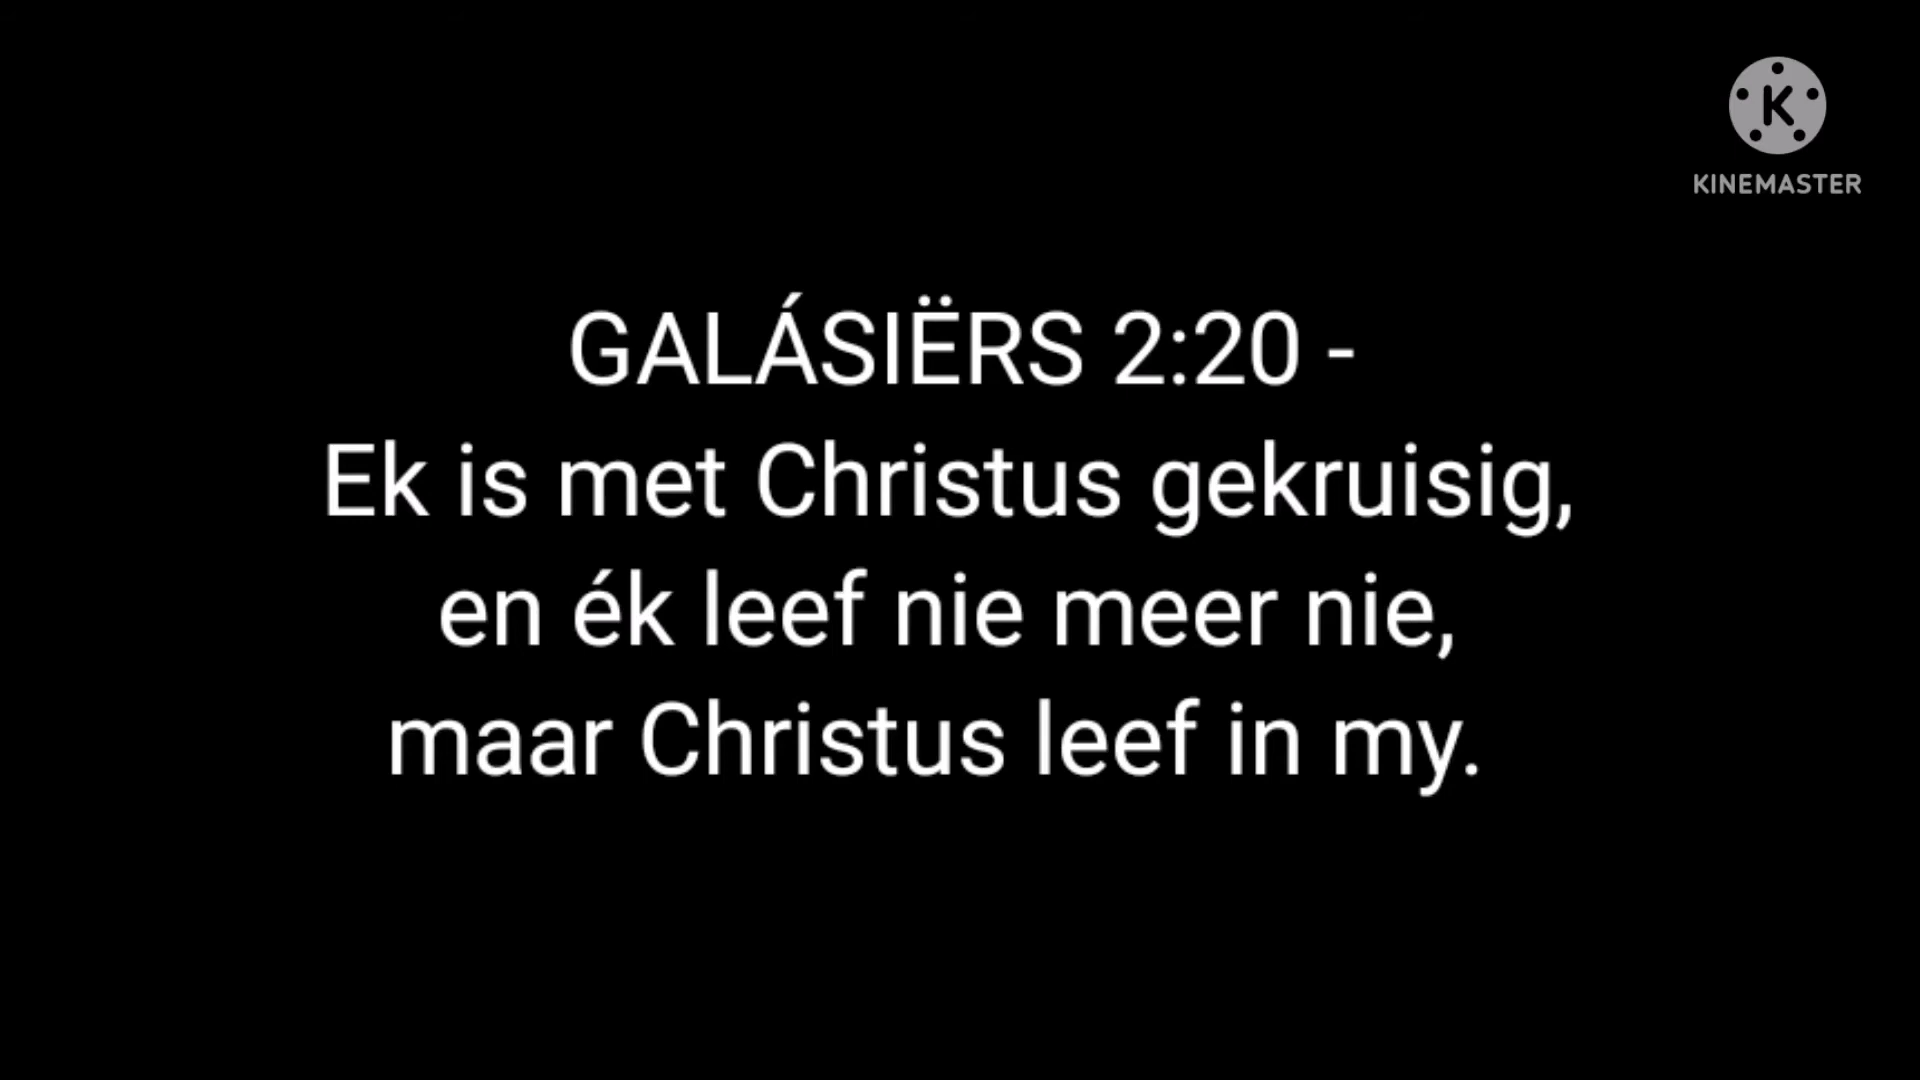 K
KINEMASTER
GALÁSIËRS 2:20 -
Ek is met Christus gekruisig,
en ék leef nie meer nie,
maar Christus leef in my.